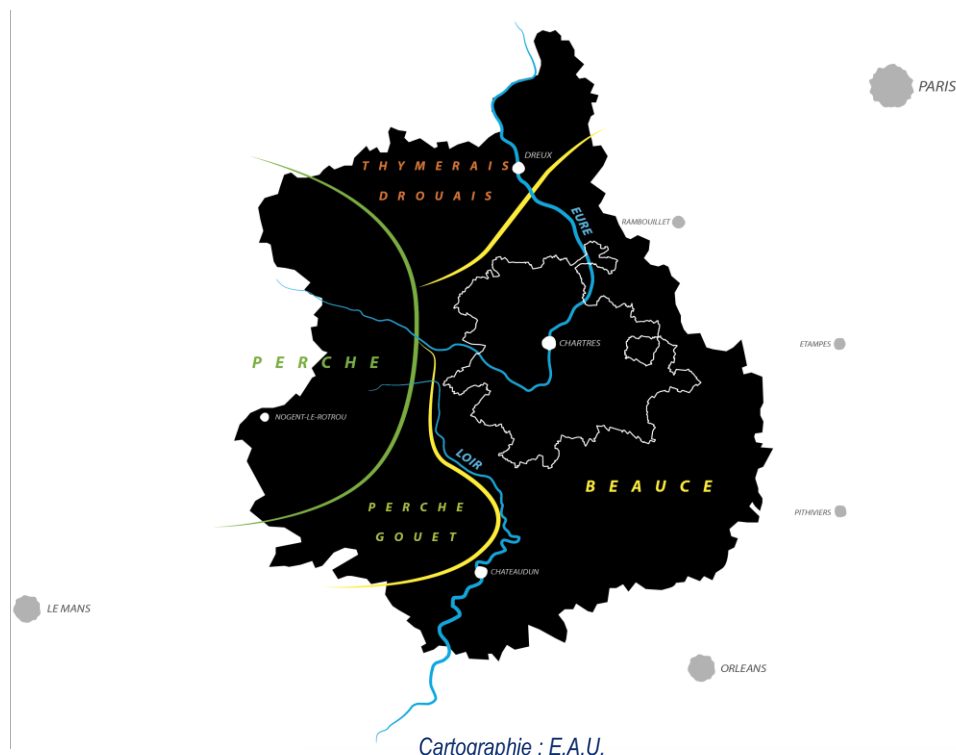 PARIS
DREUX
THYMERAIS
DROUAIS
EURE
RAMBOUILLET
CHARTRES
ETAMPES
PERCHE
NOGENT-LE-ROTROU
LOIR
BEAUCE
PERCHE
GOUET
PITHIVIERS
CHATEAUDUN
LE MANS
ORLEANS
Cartographie : E.A.U.